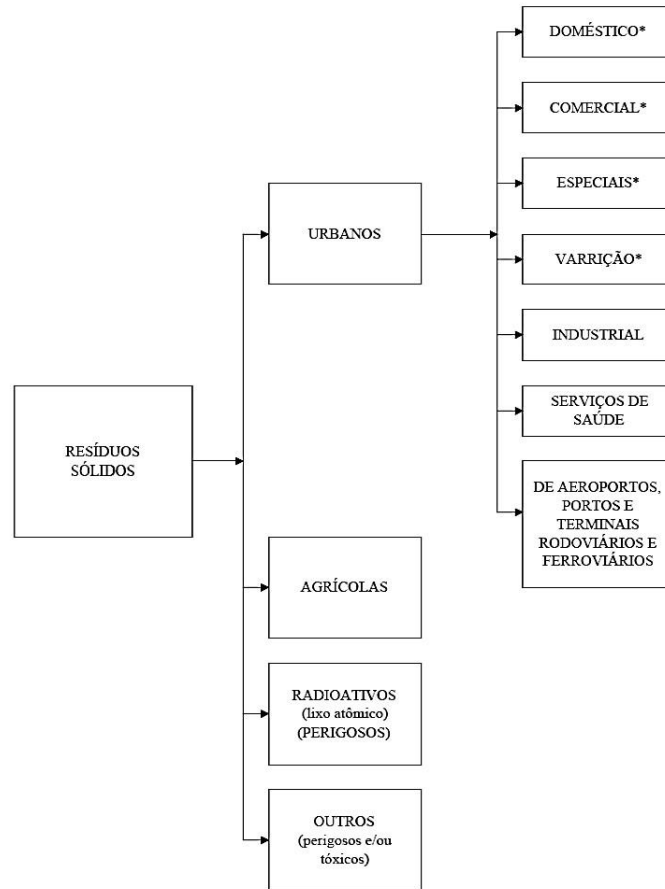 DOMÉSTICO*
COMERCIAL*
ESPECIAIS*
URBANOS
VARRIÇÃO*
INDUSTRIAL
SERVIÇOS DE
SAÚDE
RESÍDUOS
SÓLIDOS
DE AEROPORTOS,
PORTOS E
TERMINAIS
RODOVIÁRIOS E
FERROVIÁRIOS
AGRÍCOLAS
RADIOATIVOS
(lixo atômico)
(PERIGOSOS)
OUTROS
(perigosos e/ou
tóxicos)